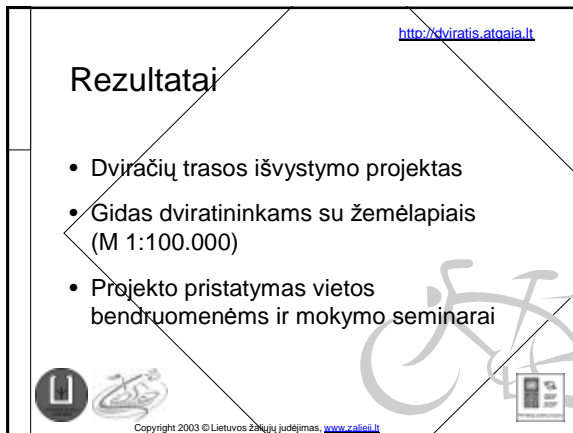 http://dviratis.atgaja.lt
Rezultatai
• Dviračių trasos išvystymo projektas
• Gidas dviratininkams su žemėlapiais
(M 1:100.000)
• Projekto pristatymas vietos
bendruomenėms ir mokymo seminarai
Copyright 2003 © Lietuvos žaliųjų judėjimas, www.zalieji.lt